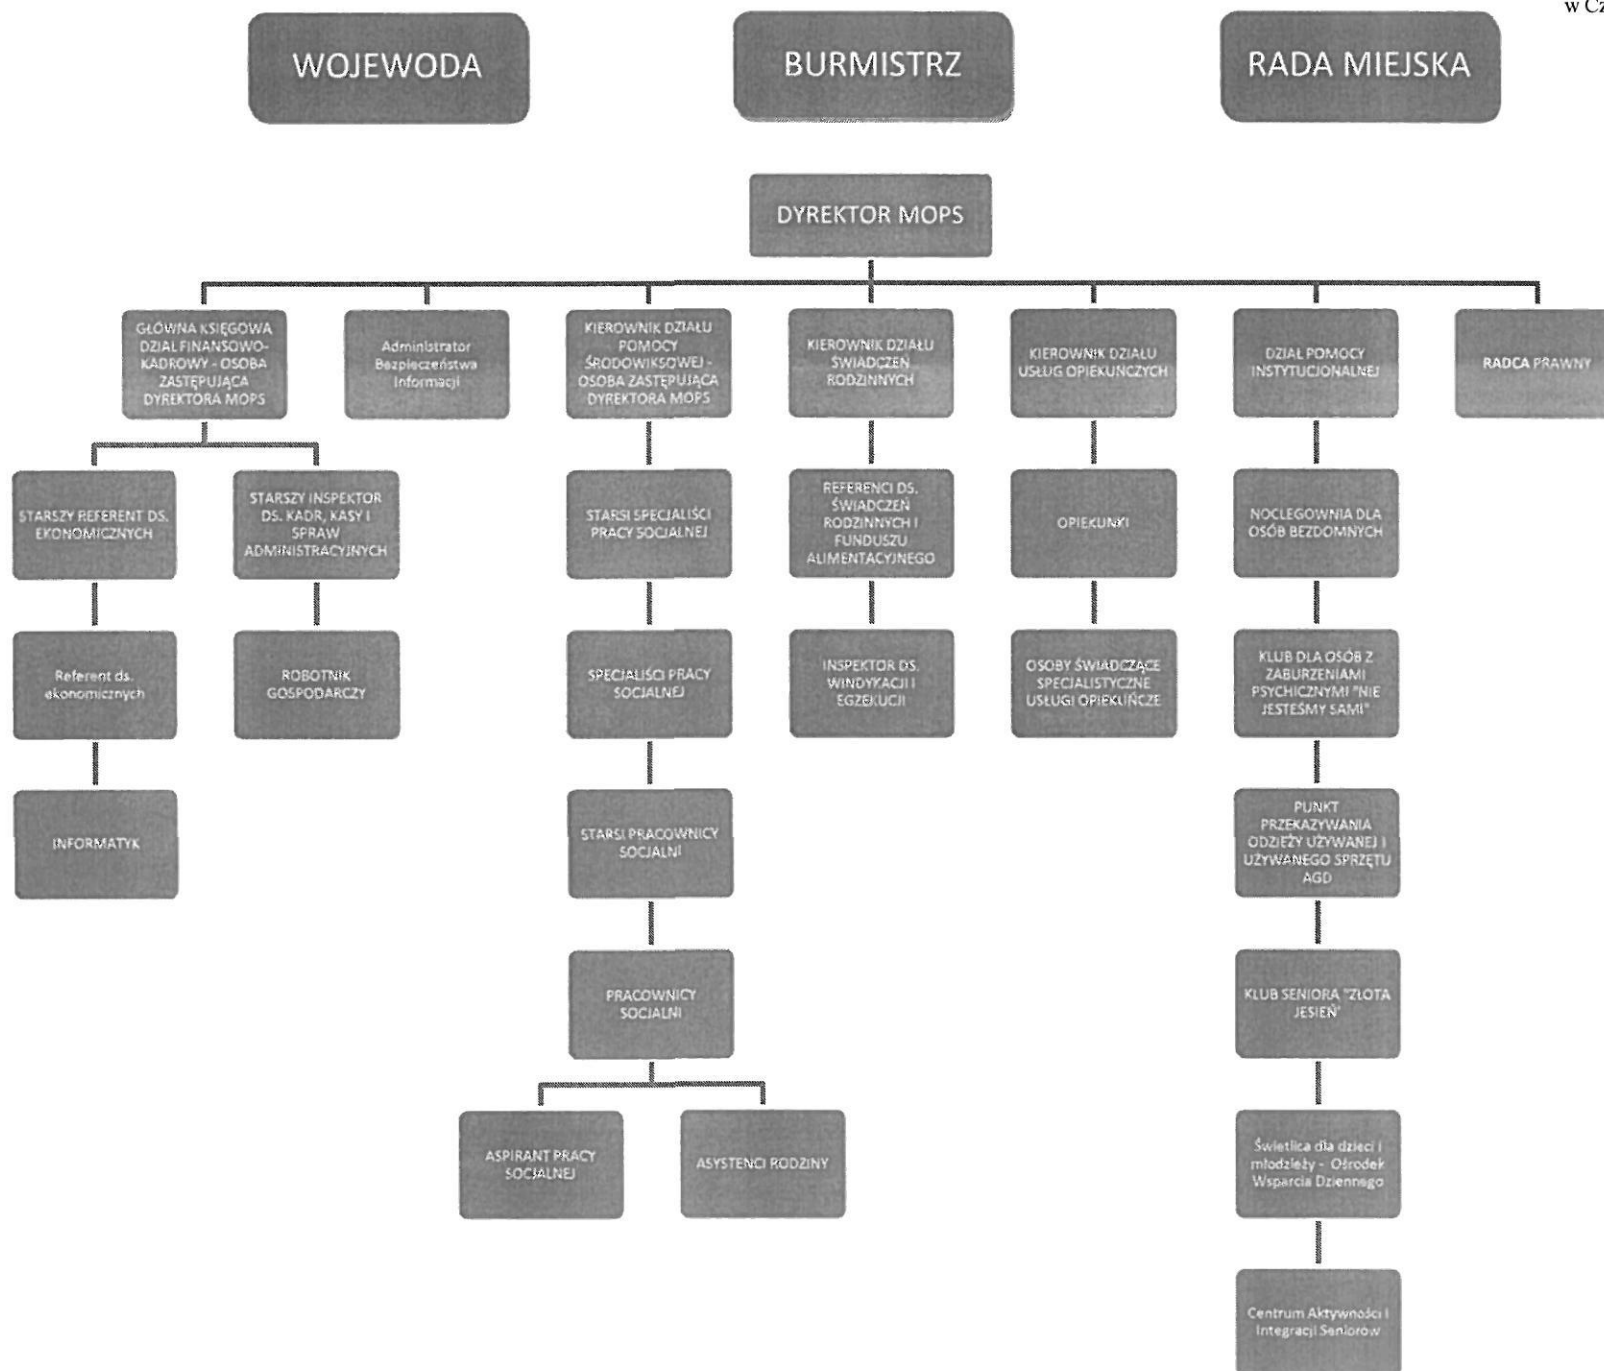 w Cz
WOJEWODA
BURMISTRZ
RADA MIEJSKA
DYREKTOR MOPS
GŁÓWNA KSIĘGOWA
DZIAŁ FINANSOWO-
KADROWY - OSOBA
ZASTĘPUJĄCA
DYREKTORA MOPS
Administrator
Bezpieczeństwa
Informacji
KIEROWNIK DZIAŁU
POMOCY
ŚRODOWIKSOWEJ -
OSOBA ZASTĘPUJĄCA
DYREKTORA MOPS
KIEROWNIK DZIAŁU
ŚWIADCZEŃ
RODZINNYCH
KIEROWNIK DZIAŁU
USŁUG OPIEKUŃCZYCH
DZIAŁ POMOCY
INSTYTUCJONALNEJ
RADCA PRAWNY
STARSZY REFERENT DS.
EKONOMICZNYCH
STARSZY INSPEKTOR
DS. KADR, KASY I
SPRAW
ADMINISTRACYJNYCH
STARSI SPECJALIŚCI
PRACY SOCJALNEJ
REFERENCI DS.
ŚWIADCZEŃ
RODZINNYCH I
FUNDUSZU
ALIMENTACYJNEGO
OPIEKUNKI
NOCLEGOWNIA DLA
OSÓB BEZDOMNYCH
Referent ds.
ekonomicznych
ROBOTNIK
GOSPODARCZY
SPECJALIŚCI PRACY
SOCJALNEJ
INSPEKTOR DS.
WINDYKACJI I
EGZEKUCJI
OSOBY ŚWIADCZĄCE
SPECJALISTYCZNE
USŁUGI OPIEKUŃCZE
KLUB DLA OSÓB Z
ZABURZENIAMI
PSYCHICZNYMI "NIE
JESTEŚMY SAMI"
INFORMATYK
STARSI PRACOWNICY
SOCJALNI
PUNKT
PRZEKAZYWANIA
ODZIEŻY UŻYWANEJ I
UŻYWANEGO SPRZĘTU
AGD
PRACOWNICY
SOCJALNI
KLUB SENIORA "ZŁOTA
JESIEŃ"
ASPIRANT PRACY
SOCJALNEJ
ASYSTENCI RODZINY
Świetlica dla dzieci i
młodzieży - Ośrodek
Wsparcia Dziennego
Centrum Aktywności i
Integracji Seniorów